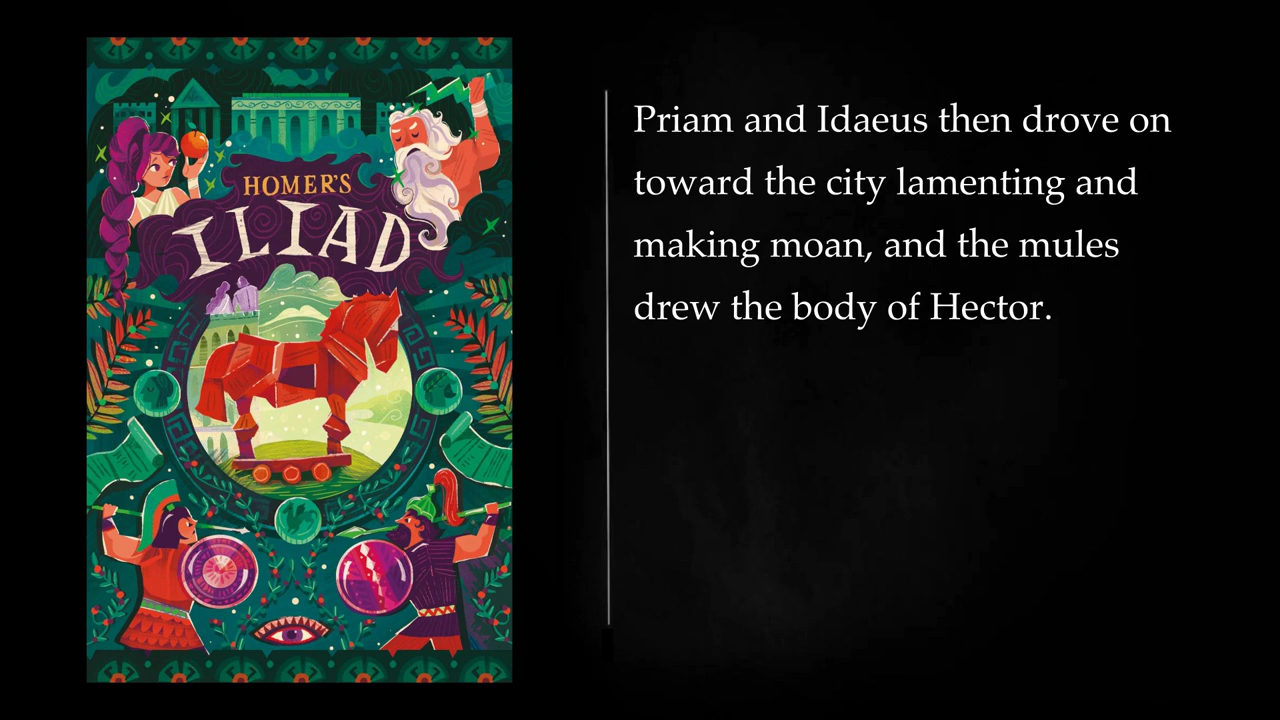 HOMER'S
ILIAD
Priam and Idaeus then drove on
toward the city lamenting and
making moan, and the mules
drew the body of Hector.